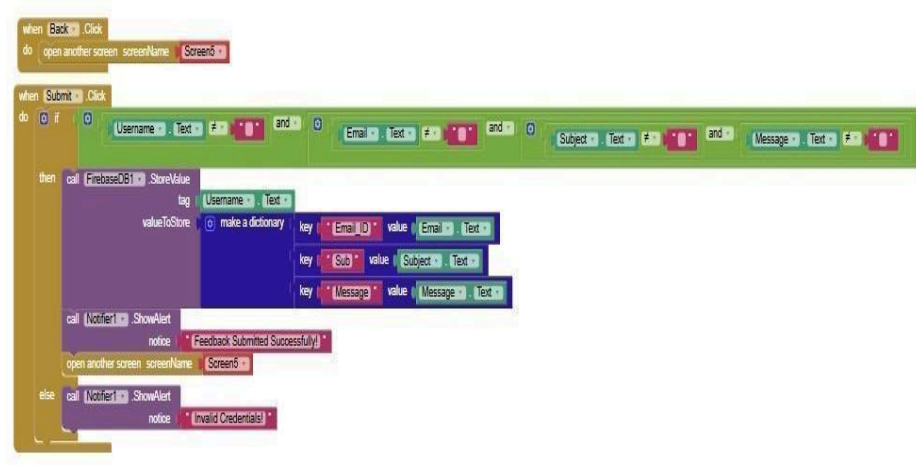 when Back .Click
do open another screen screenName Screen5
when Submit .Click
do if Username . Text ≠ " " and Email . Text ≠ " " and Subject . Text ≠ " " and Message . Text ≠ " "
then call FirebaseDB1 .StoreValue
tag Username . Text
valueToStore make a dictionary key " Email_ID " value Email . Text
key " Sub " value Subject . Text
key " Message " value Message . Text
call Notifier1 .ShowAlert
notice " Feedback Submitted Successfully! "
open another screen screenName Screen5
else call Notifier1 .ShowAlert
notice " Invalid Credentials! "